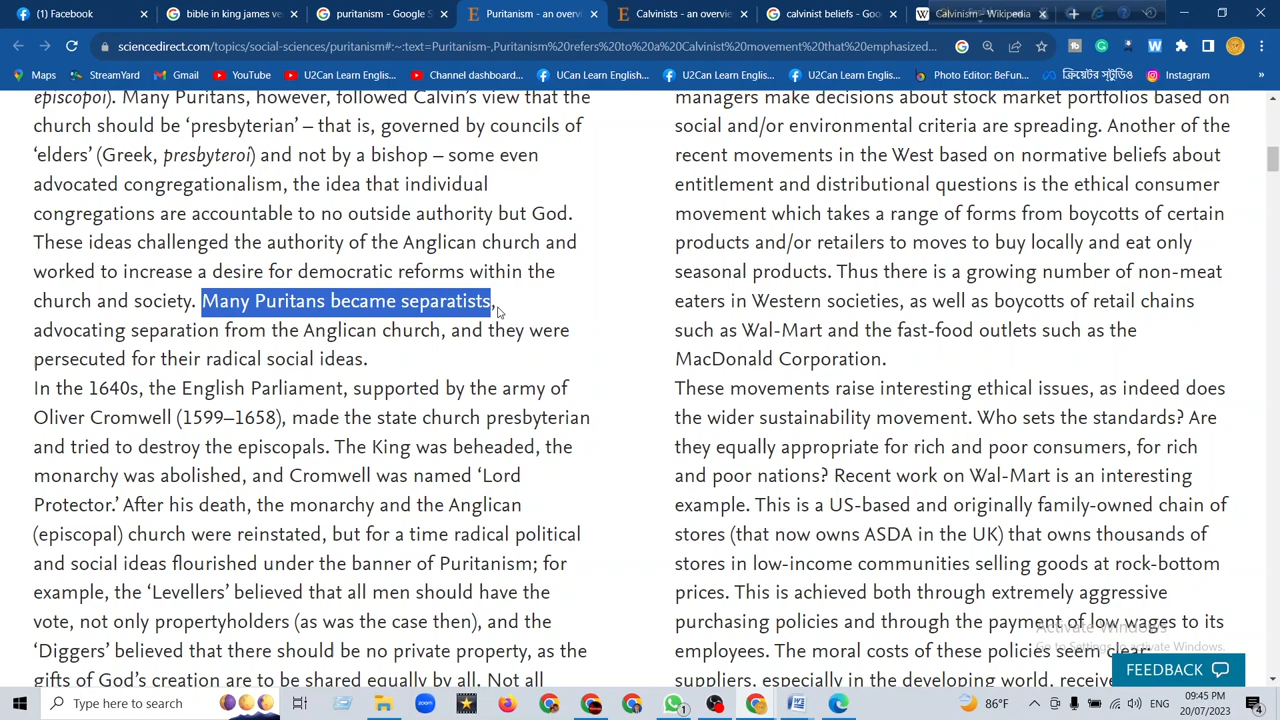 (1) Facebook
bible in king james ve
puritanism - Google S
Puritanism - an overvi
Calvinists - an overvie
calvinist beliefs - Goo
Calvinism - Wikipedia
sciencedirect.com/topics/social-sciences/puritanism#:~:text=Puritanism-,Puritanism%20refers%20to%20a%20Calvinist%20movement%20that%20emphasized...
Maps
StreamYard
Gmail
YouTube
U2Can Learn Englis...
Channel dashboard...
UCan Learn English...
U2Can Learn Englis...
U2Can Learn Englis...
Photo Editor: BeFun...
ক্রিয়েটর স্টুডিও
Instagram
»
episcopoi). Many Puritans, however, followed Calvin's view that the
church should be 'presbyterian' – that is, governed by councils of
'elders' (Greek, presbyteroi) and not by a bishop – some even
advocated congregationalism, the idea that individual
congregations are accountable to no outside authority but God.
These ideas challenged the authority of the Anglican church and
worked to increase a desire for democratic reforms within the
church and society. Many Puritans became separatists,
advocating separation from the Anglican church, and they were
persecuted for their radical social ideas.
In the 1640s, the English Parliament, supported by the army of
Oliver Cromwell (1599–1658), made the state church presbyterian
and tried to destroy the episcopals. The King was beheaded, the
monarchy was abolished, and Cromwell was named 'Lord
Protector.' After his death, the monarchy and the Anglican
(episcopal) church were reinstated, but for a time radical political
and social ideas flourished under the banner of Puritanism; for
example, the 'Levellers' believed that all men should have the
vote, not only propertyholders (as was the case then), and the
'Diggers' believed that there should be no private property, as the
gifts of God's creation are to be shared equally by all. Not all
managers make decisions about stock market portfolios based on
social and/or environmental criteria are spreading. Another of the
recent movements in the West based on normative beliefs about
entitlement and distributional questions is the ethical consumer
movement which takes a range of forms from boycotts of certain
products and/or retailers to moves to buy locally and eat only
seasonal products. Thus there is a growing number of non-meat
eaters in Western societies, as well as boycotts of retail chains
such as Wal-Mart and the fast-food outlets such as the
MacDonald Corporation.
These movements raise interesting ethical issues, as indeed does
the wider sustainability movement. Who sets the standards? Are
they equally appropriate for rich and poor consumers, for rich
and poor nations? Recent work on Wal-Mart is an interesting
example. This is a US-based and originally family-owned chain of
stores (that now owns ASDA in the UK) that owns thousands of
stores in low-income communities selling goods at rock-bottom
prices. This is achieved both through extremely aggressive
purchasing policies and through the payment of low wages to its
employees. The moral costs of these policies seem clear:
suppliers, especially in the developing world, receive
Activate Windows
Go to Settings to activate Windows.
FEEDBACK
Type here to search
zoom
1
86°F
ENG
09:45 PM
20/07/2023
4